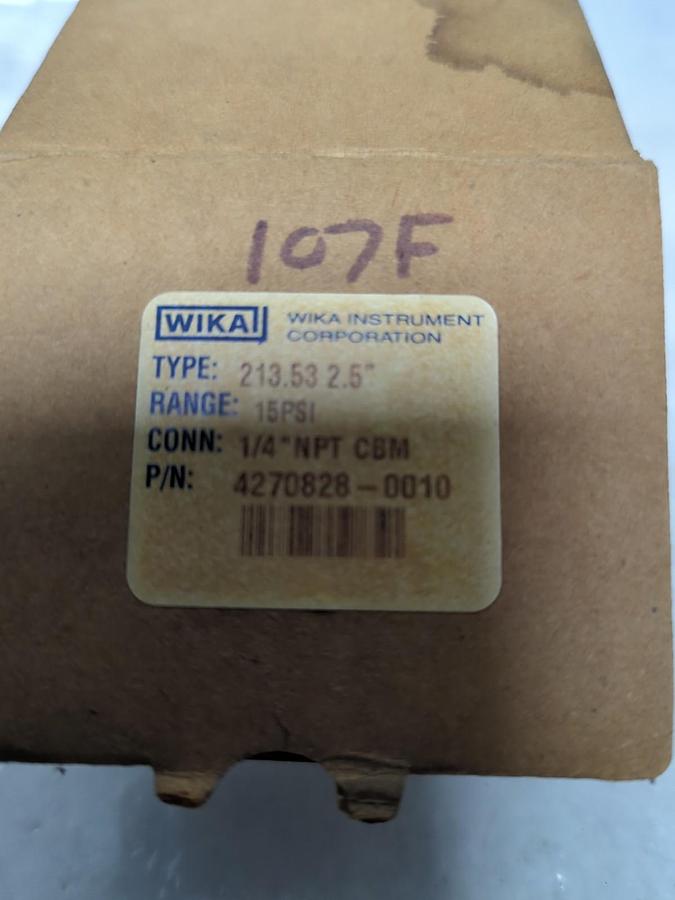 107F
WIKA
WIKA INSTRUMENT
CORPORATION
TYPE: 213.53 2.5"
RANGE: 15PSI
CONN: 1/4" NPT CBM
P/N: 4270828-0010